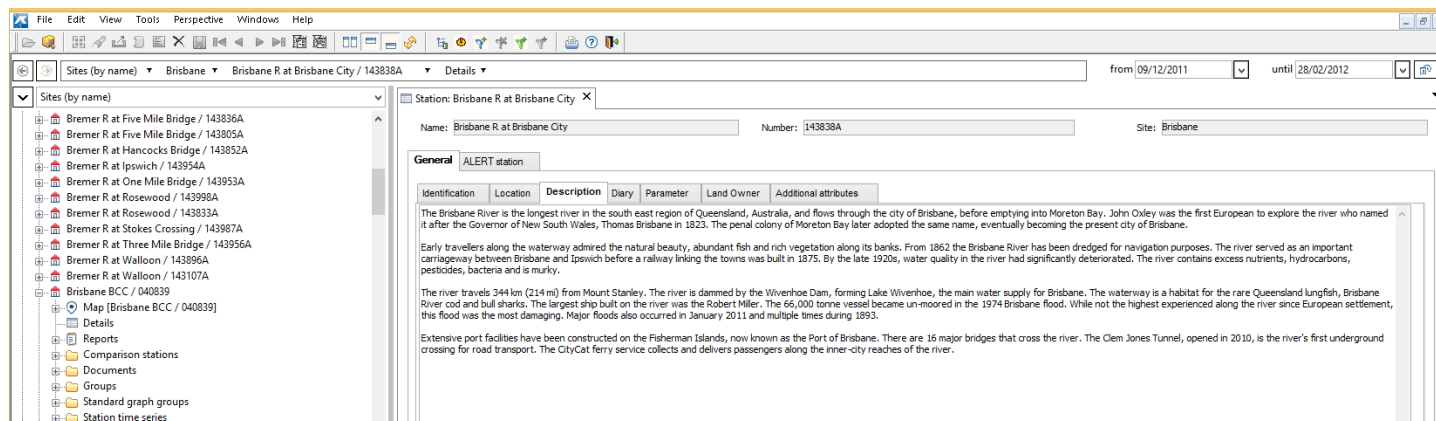 File Edit View Tools Perspective Windows Help
Sites (by name) Brisbane Brisbane R at Brisbane City / 143838A Details from 09/12/2011 until 28/02/2012
Sites (by name)
Bremer R at Five Mile Bridge / 143836A
Bremer R at Five Mile Bridge / 143805A
Bremer R at Hancocks Bridge / 143852A
Bremer R at Ipswich / 143954A
Bremer R at One Mile Bridge / 143953A
Bremer R at Rosewood / 143998A
Bremer R at Rosewood / 143833A
Bremer R at Stokes Crossing / 143987A
Bremer R at Three Mile Bridge / 143956A
Bremer R at Walloon / 143896A
Bremer R at Walloon / 143107A
Brisbane BCC / 040839
Map [Brisbane BCC / 040839]
Details
Reports
Comparison stations
Documents
Groups
Standard graph groups
Station time series
Station: Brisbane R at Brisbane City
Name: Brisbane R at Brisbane City Number: 143838A Site: Brisbane
General ALERT station
Identification Location Description Diary Parameter Land Owner Additional attributes
The Brisbane River is the longest river in the south east region of Queensland, Australia, and flows through the city of Brisbane, before emptying into Moreton Bay. John Oxley was the first European to explore the river who named
it after the Governor of New South Wales, Thomas Brisbane in 1823. The penal colony of Moreton Bay later adopted the same name, eventually becoming the present city of Brisbane.
Early travellers along the waterway admired the natural beauty, abundant fish and rich vegetation along its banks. From 1862 the Brisbane River has been dredged for navigation purposes. The river served as an important
carriageway between Brisbane and Ipswich before a railway linking the towns was built in 1875. By the late 1920s, water quality in the river had significantly deteriorated. The river contains excess nutrients, hydrocarbons,
pesticides, bacteria and is murky.
The river travels 344 km (214 mi) from Mount Stanley. The river is dammed by the Wivenhoe Dam, forming Lake Wivenhoe, the main water supply for Brisbane. The waterway is a habitat for the rare Queensland lungfish, Brisbane
River cod and bull sharks. The largest ship built on the river was the Robert Miller. The 66,000 tonne vessel became un-moored in the 1974 Brisbane flood. While not the highest experienced along the river since European settlement,
this flood was the most damaging. Major floods also occurred in January 2011 and multiple times during 1893.
Extensive port facilities have been constructed on the Fisherman Islands, now known as the Port of Brisbane. There are 16 major bridges that cross the river. The Clem Jones Tunnel, opened in 2010, is the river's first underground
crossing for road transport. The CityCat ferry service collects and delivers passengers along the inner-city reaches of the river.